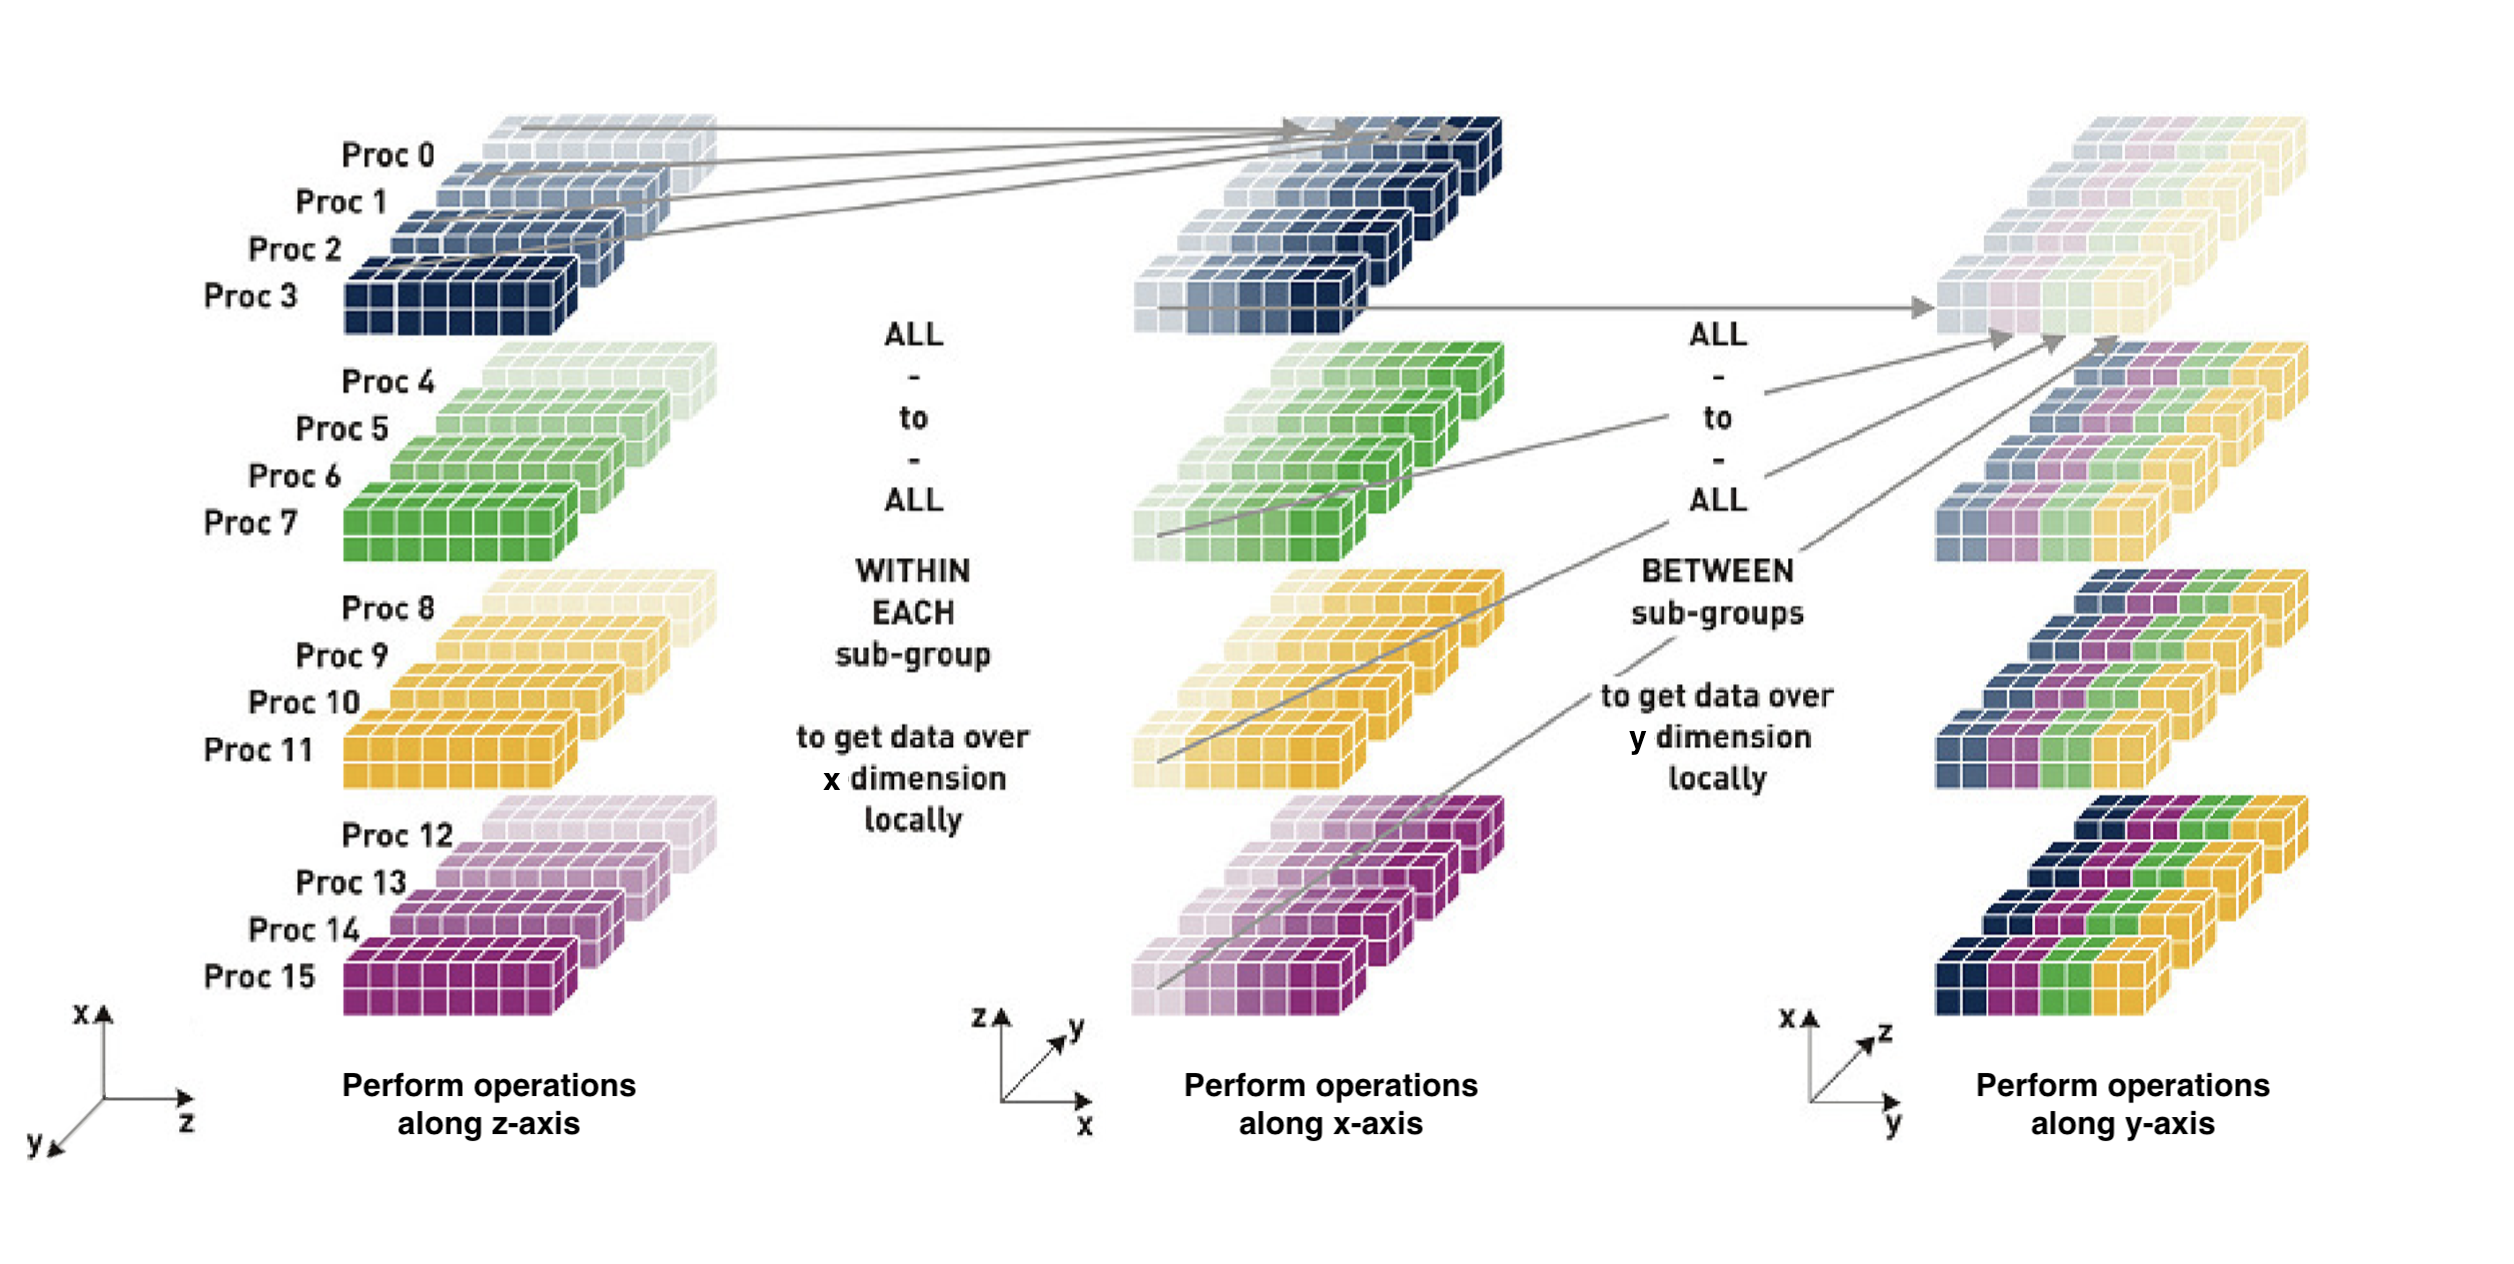 Proc 0
Proc 1
Proc 2
Proc 3
Proc 4
Proc 5
Proc 6
Proc 7
Proc 8
Proc 9
Proc 10
Proc 11
Proc 12
Proc 13
Proc 14
Proc 15
x
z
y
Perform operations
along z-axis
ALL
-
to
-
ALL
WITHIN
EACH
sub-group
to get data over
x dimension
locally
z
y
x
Perform operations
along x-axis
ALL
-
to
-
ALL
BETWEEN
sub-groups
to get data over
y dimension
locally
x
z
y
Perform operations
along y-axis